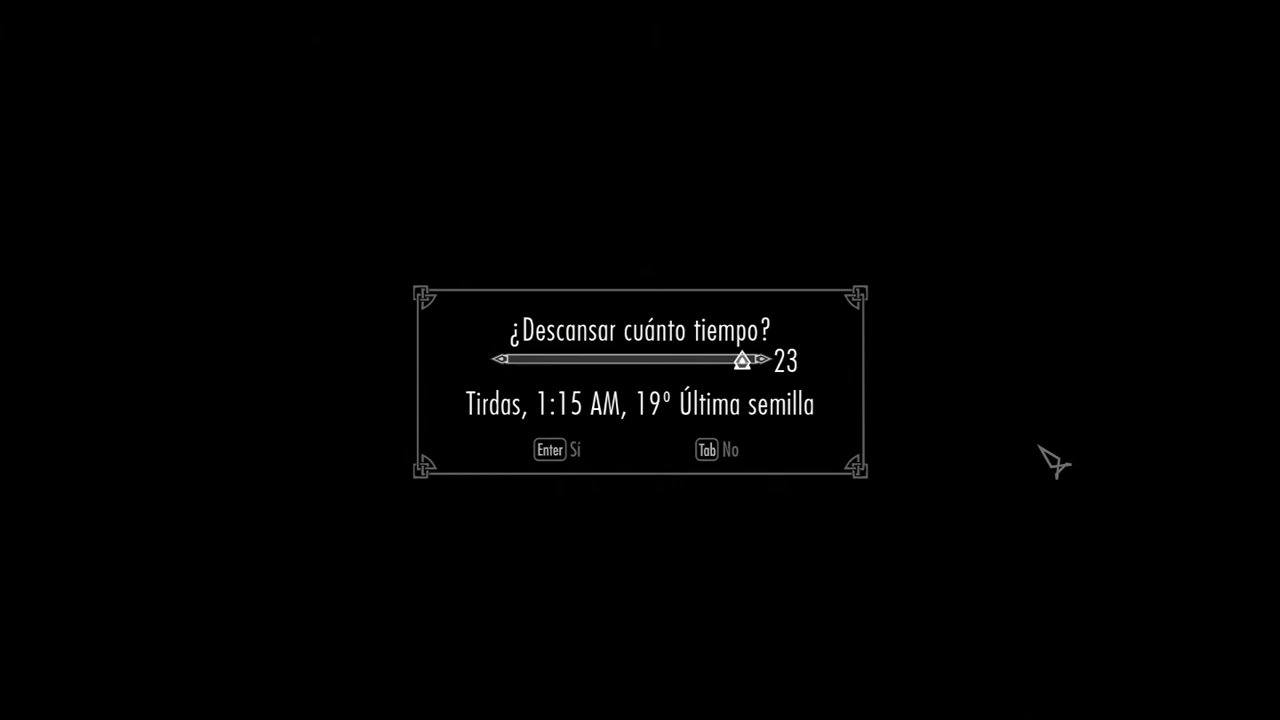 ¿Descansar cuánto tiempo?
23
Tirdas, 1:15 AM, 19º Última semilla
Enter Sí
Tab No